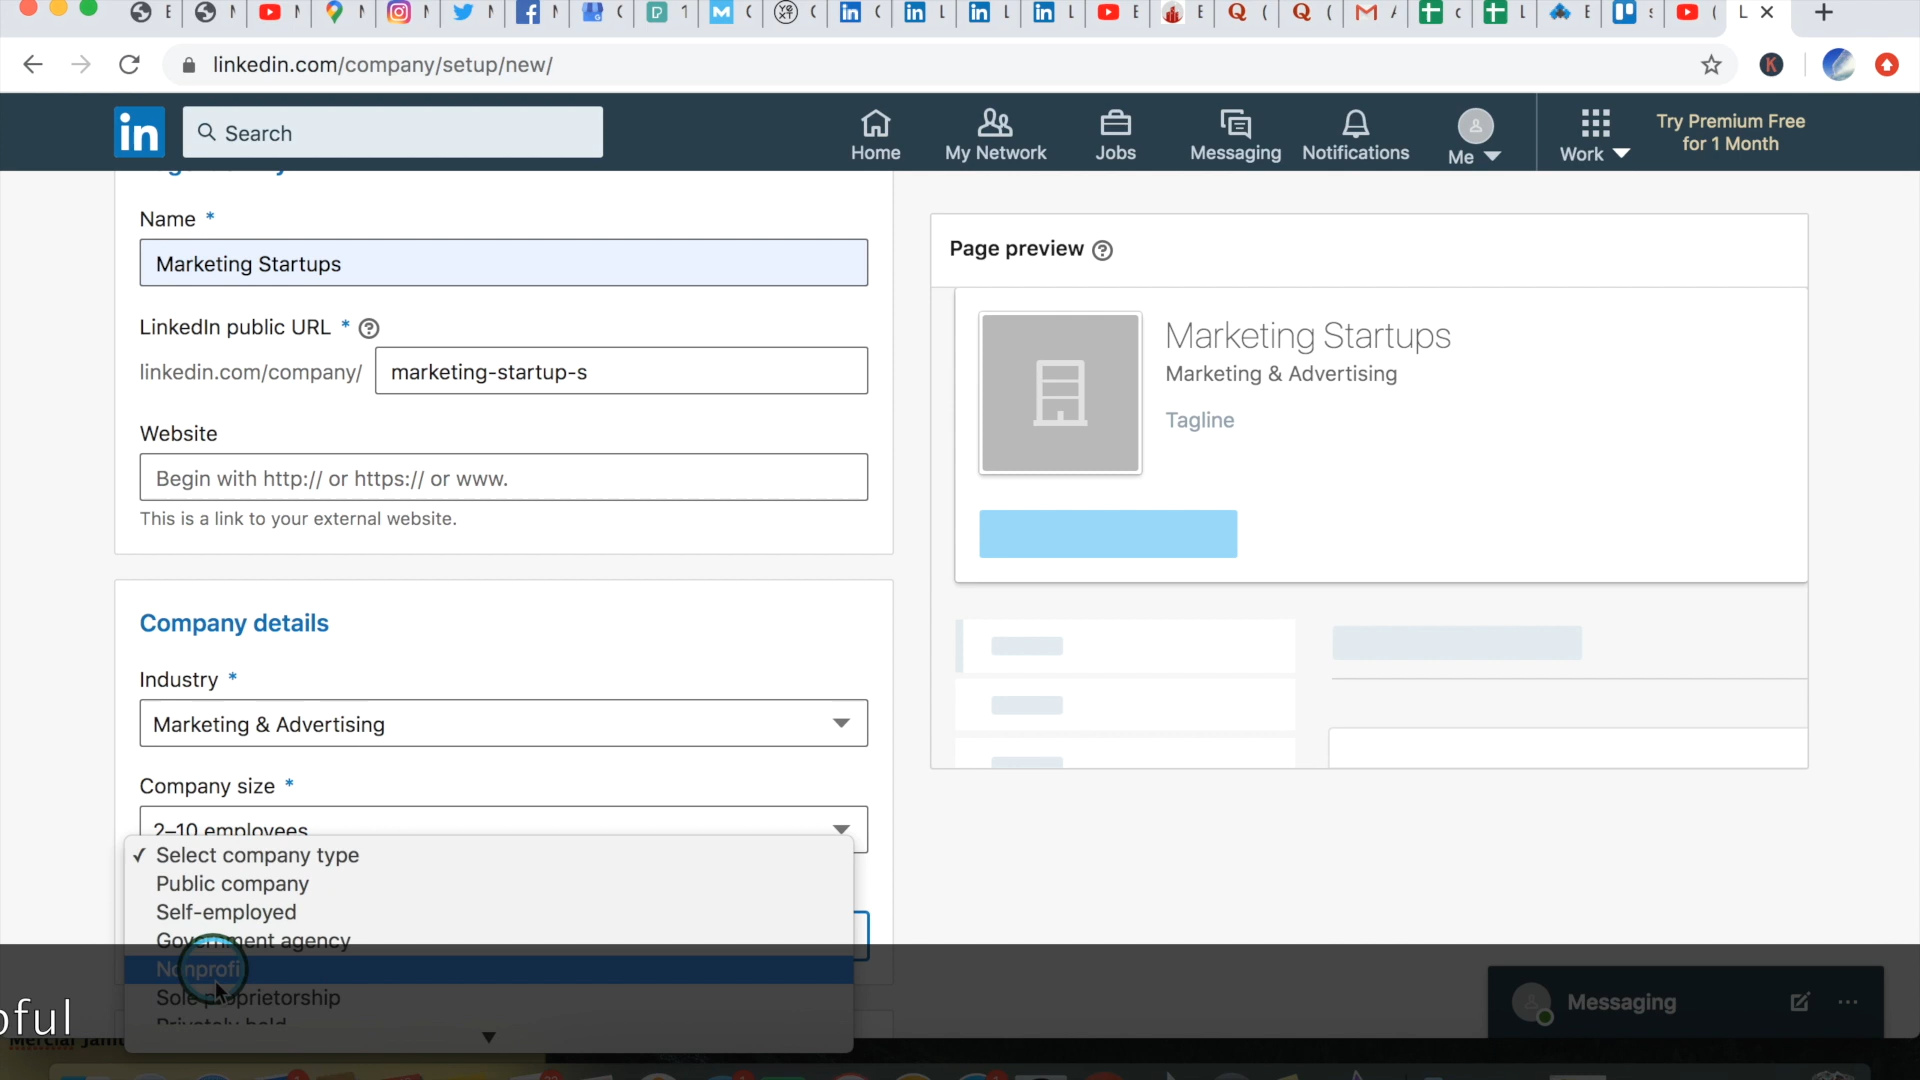 linkedin.com/company/setup/new/
in
Search
Home
My Network
Jobs
Messaging
Notifications
Me
Work
Try Premium Free
for 1 Month
Name *
Marketing Startups
LinkedIn public URL * ?
linkedin.com/company/
marketing-startup-s
Website
Begin with http:// or https:// or www.
This is a link to your external website.
Company details
Industry *
Marketing & Advertising
Company size *
2–10 employees
✓ Select company type
Public company
Self-employed
Government agency
Nonprofi
Sole proprietorship
Privately held
Page preview ?
Marketing Startups
Marketing & Advertising
Tagline
Messaging
pful